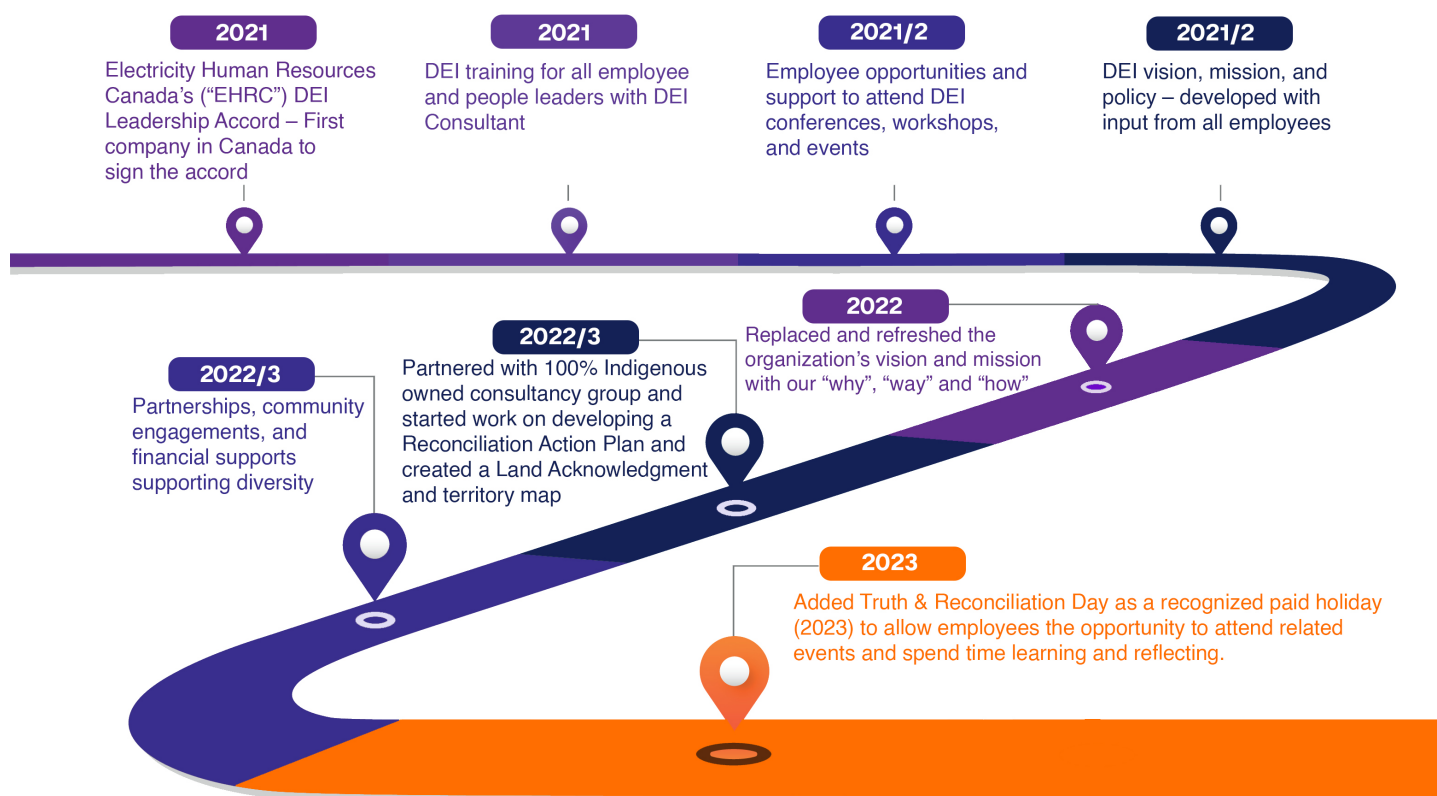 2021
Electricity Human Resources
Canada's (“EHRC”) DEI
Leadership Accord – First
company in Canada to
sign the accord
2021
DEI training for all employee
and people leaders with DEI
Consultant
2021/2
Employee opportunities and
support to attend DEI
conferences, workshops,
and events
2021/2
DEI vision, mission, and
policy – developed with
input from all employees
2022
Replaced and refreshed the
organization's vision and mission
with our “why”, “way” and “how”
2022/3
Partnered with 100% Indigenous
owned consultancy group and
started work on developing a
Reconciliation Action Plan and
created a Land Acknowledgment
and territory map
2022/3
Partnerships, community
engagements, and
financial supports
supporting diversity
2023
Added Truth & Reconciliation Day as a recognized paid holiday
(2023) to allow employees the opportunity to attend related
events and spend time learning and reflecting.